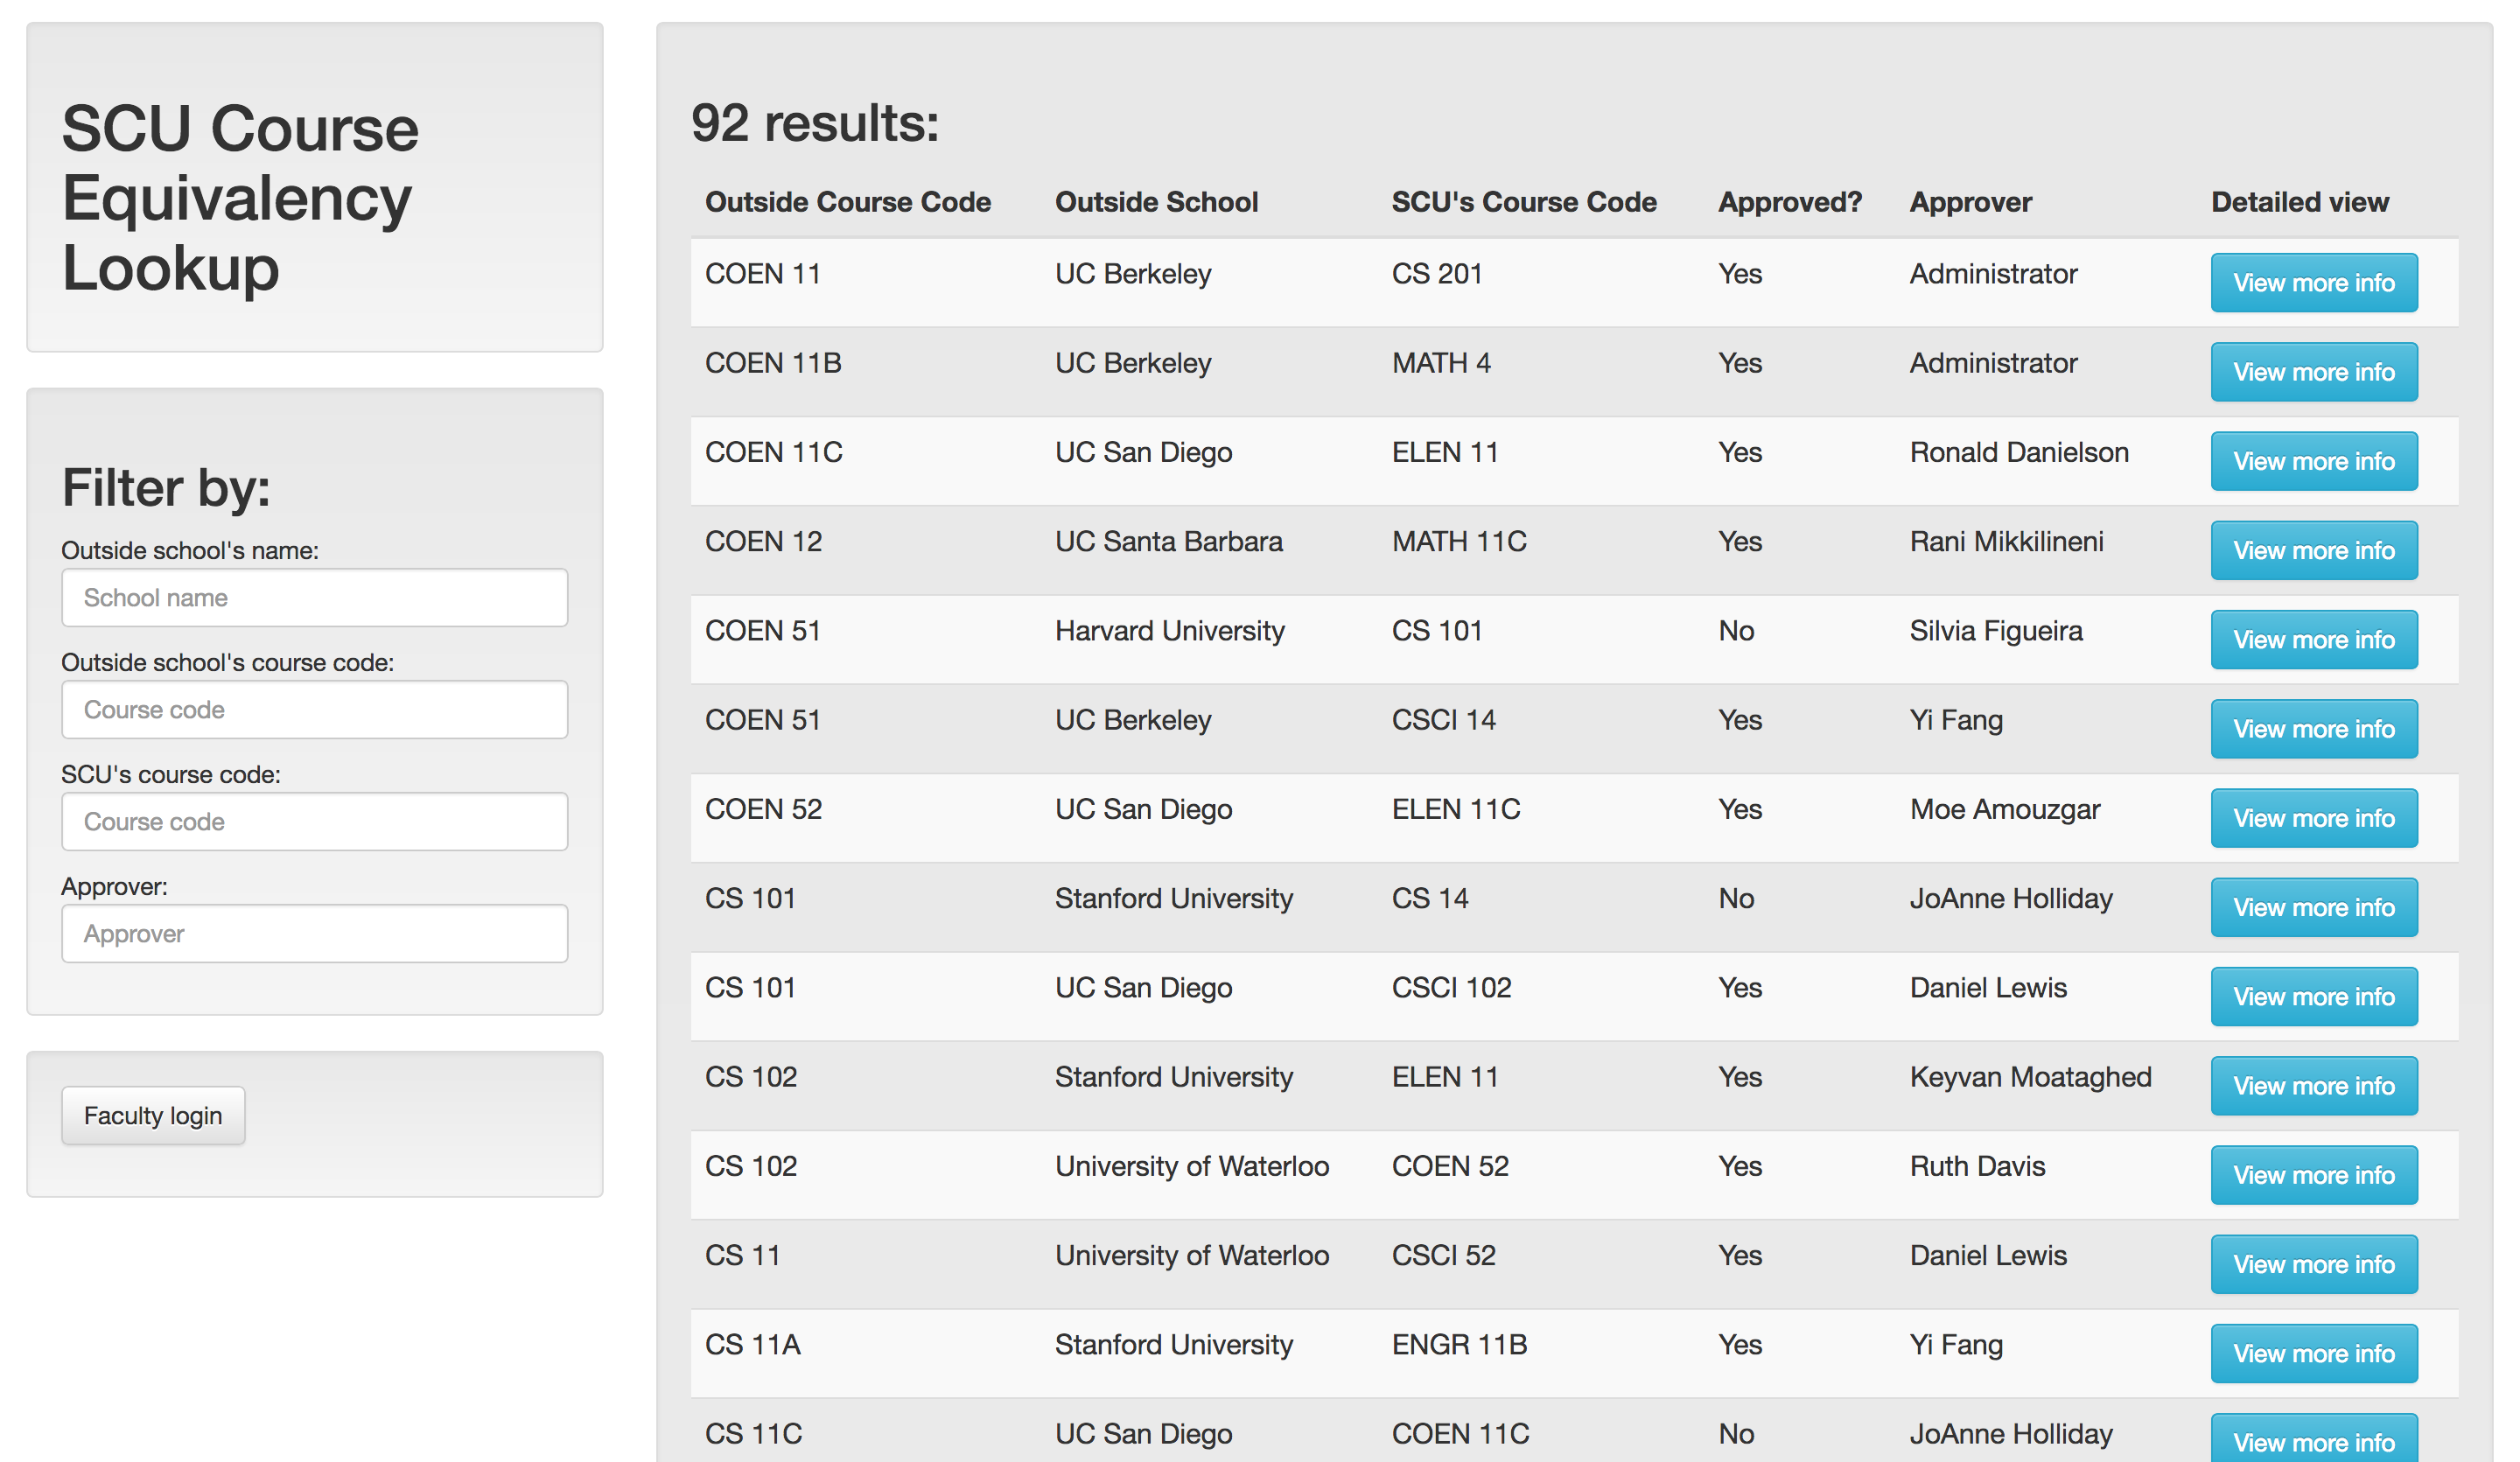 SCU Course
Equivalency
Lookup
Filter by:
Outside school's name:
School name
Outside school's course code:
Course code
SCU's course code:
Course code
Approver:
Approver
Faculty login
92 results:
Outside Course Code Outside School SCU's Course Code Approved? Approver Detailed view
COEN 11 UC Berkeley CS 201 Yes Administrator View more info
COEN 11B UC Berkeley MATH 4 Yes Administrator View more info
COEN 11C UC San Diego ELEN 11 Yes Ronald Danielson View more info
COEN 12 UC Santa Barbara MATH 11C Yes Rani Mikkilineni View more info
COEN 51 Harvard University CS 101 No Silvia Figueira View more info
COEN 51 UC Berkeley CSCI 14 Yes Yi Fang View more info
COEN 52 UC San Diego ELEN 11C Yes Moe Amouzgar View more info
CS 101 Stanford University CS 14 No JoAnne Holliday View more info
CS 101 UC San Diego CSCI 102 Yes Daniel Lewis View more info
CS 102 Stanford University ELEN 11 Yes Keyvan Moataghed View more info
CS 102 University of Waterloo COEN 52 Yes Ruth Davis View more info
CS 11 University of Waterloo CSCI 52 Yes Daniel Lewis View more info
CS 11A Stanford University ENGR 11B Yes Yi Fang View more info
CS 11C UC San Diego COEN 11C No JoAnne Holliday View more info